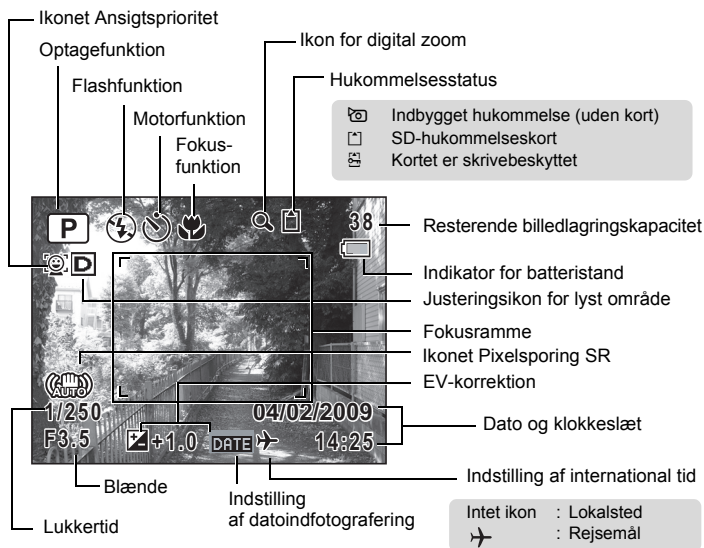 Ikonet Ansigtsprioritet
Optagefunktion
Flashfunktion
Motorfunktion
Fokus-
funktion
Ikon for digital zoom
Hukommelsesstatus
Indbygget hukommelse (uden kort)
SD-hukommelseskort
Kortet er skrivebeskyttet
P
38
Resterende billedlagringskapacitet
D
Indikator for batteristand
Justeringsikon for lyst område
Fokusramme
Ikonet Pixelsporing SR
EV-korrektion
AUTO
1/250
04/02/2009
Dato og klokkeslæt
F3.5
+1.0
DATE
14:25
Blænde
Lukkertid
Indstilling
af datoindfotografering
Indstilling af international tid
Intet ikon : Lokalsted
: Rejsemål